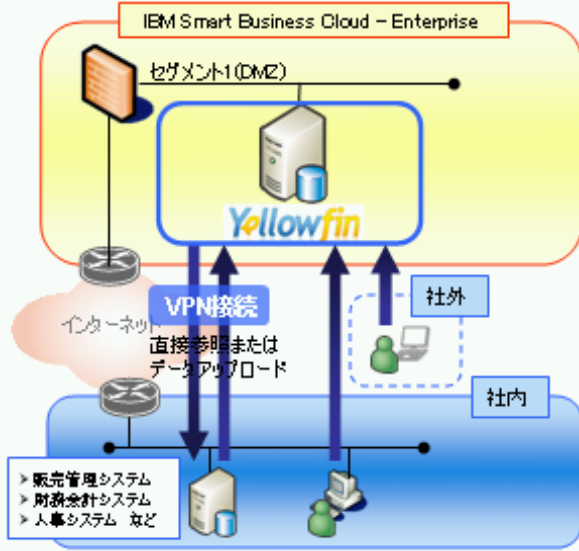 IBM Smart Business Cloud - Enterprise
セグメント1(DMZ)
Yellowfin
社外
インターネット
VPN接続
直接参照または
データアップロード
社内
> 販売管理システム
> 財務会計システム
> 人事システム など